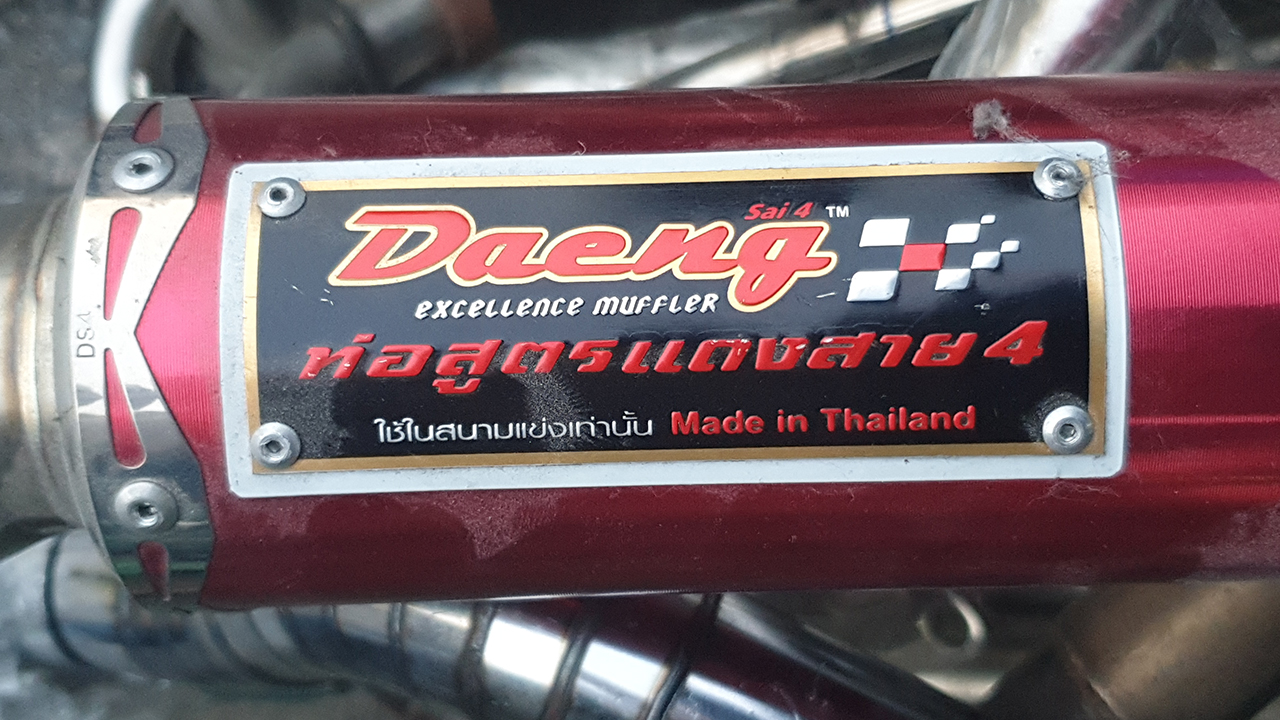 DS4
Sai 4 TM
Daeng
EXCELLENCE MUFFLER
ท่อสูตรแดงสาย 4
ใช้ในสนามแข่งเท่านั้น Made in Thailand